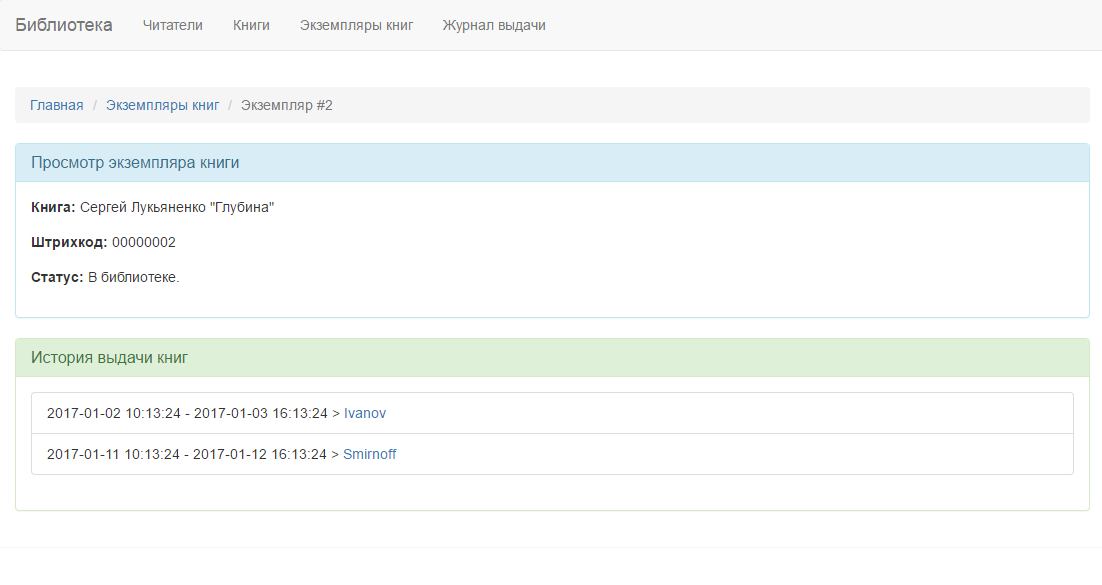 Библиотека Читатели Книги Экземпляры книг Журнал выдачи
Главная / Экземпляры книг / Экземпляр #2
Просмотр экземпляра книги
Книга: Сергей Лукьяненко "Глубина"
Штрихкод: 00000002
Статус: В библиотеке.
История выдачи книг
2017-01-02 10:13:24 - 2017-01-03 16:13:24 > Ivanov
2017-01-11 10:13:24 - 2017-01-12 16:13:24 > Smirnoff